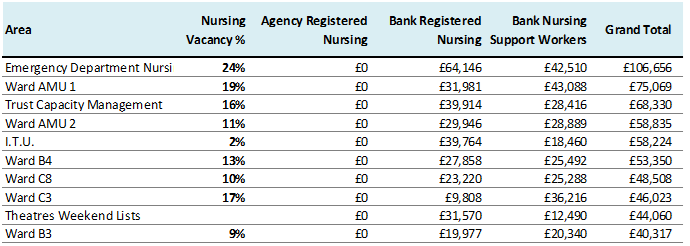 Area Nursing Vacancy % Agency Registered Nursing Bank Registered Nursing Bank Nursing Support Workers Grand Total
Emergency Department Nursi 24% £0 £64,146 £42,510 £106,656
Ward AMU 1 19% £0 £31,981 £43,088 £75,069
Trust Capacity Management 16% £0 £39,914 £28,416 £68,330
Ward AMU 2 11% £0 £29,946 £28,889 £58,835
I.T.U. 2% £0 £39,764 £18,460 £58,224
Ward B4 13% £0 £27,858 £25,492 £53,350
Ward C8 10% £0 £23,220 £25,288 £48,508
Ward C3 17% £0 £9,808 £36,216 £46,023
Theatres Weekend Lists £0 £31,570 £12,490 £44,060
Ward B3 9% £0 £19,977 £20,340 £40,317